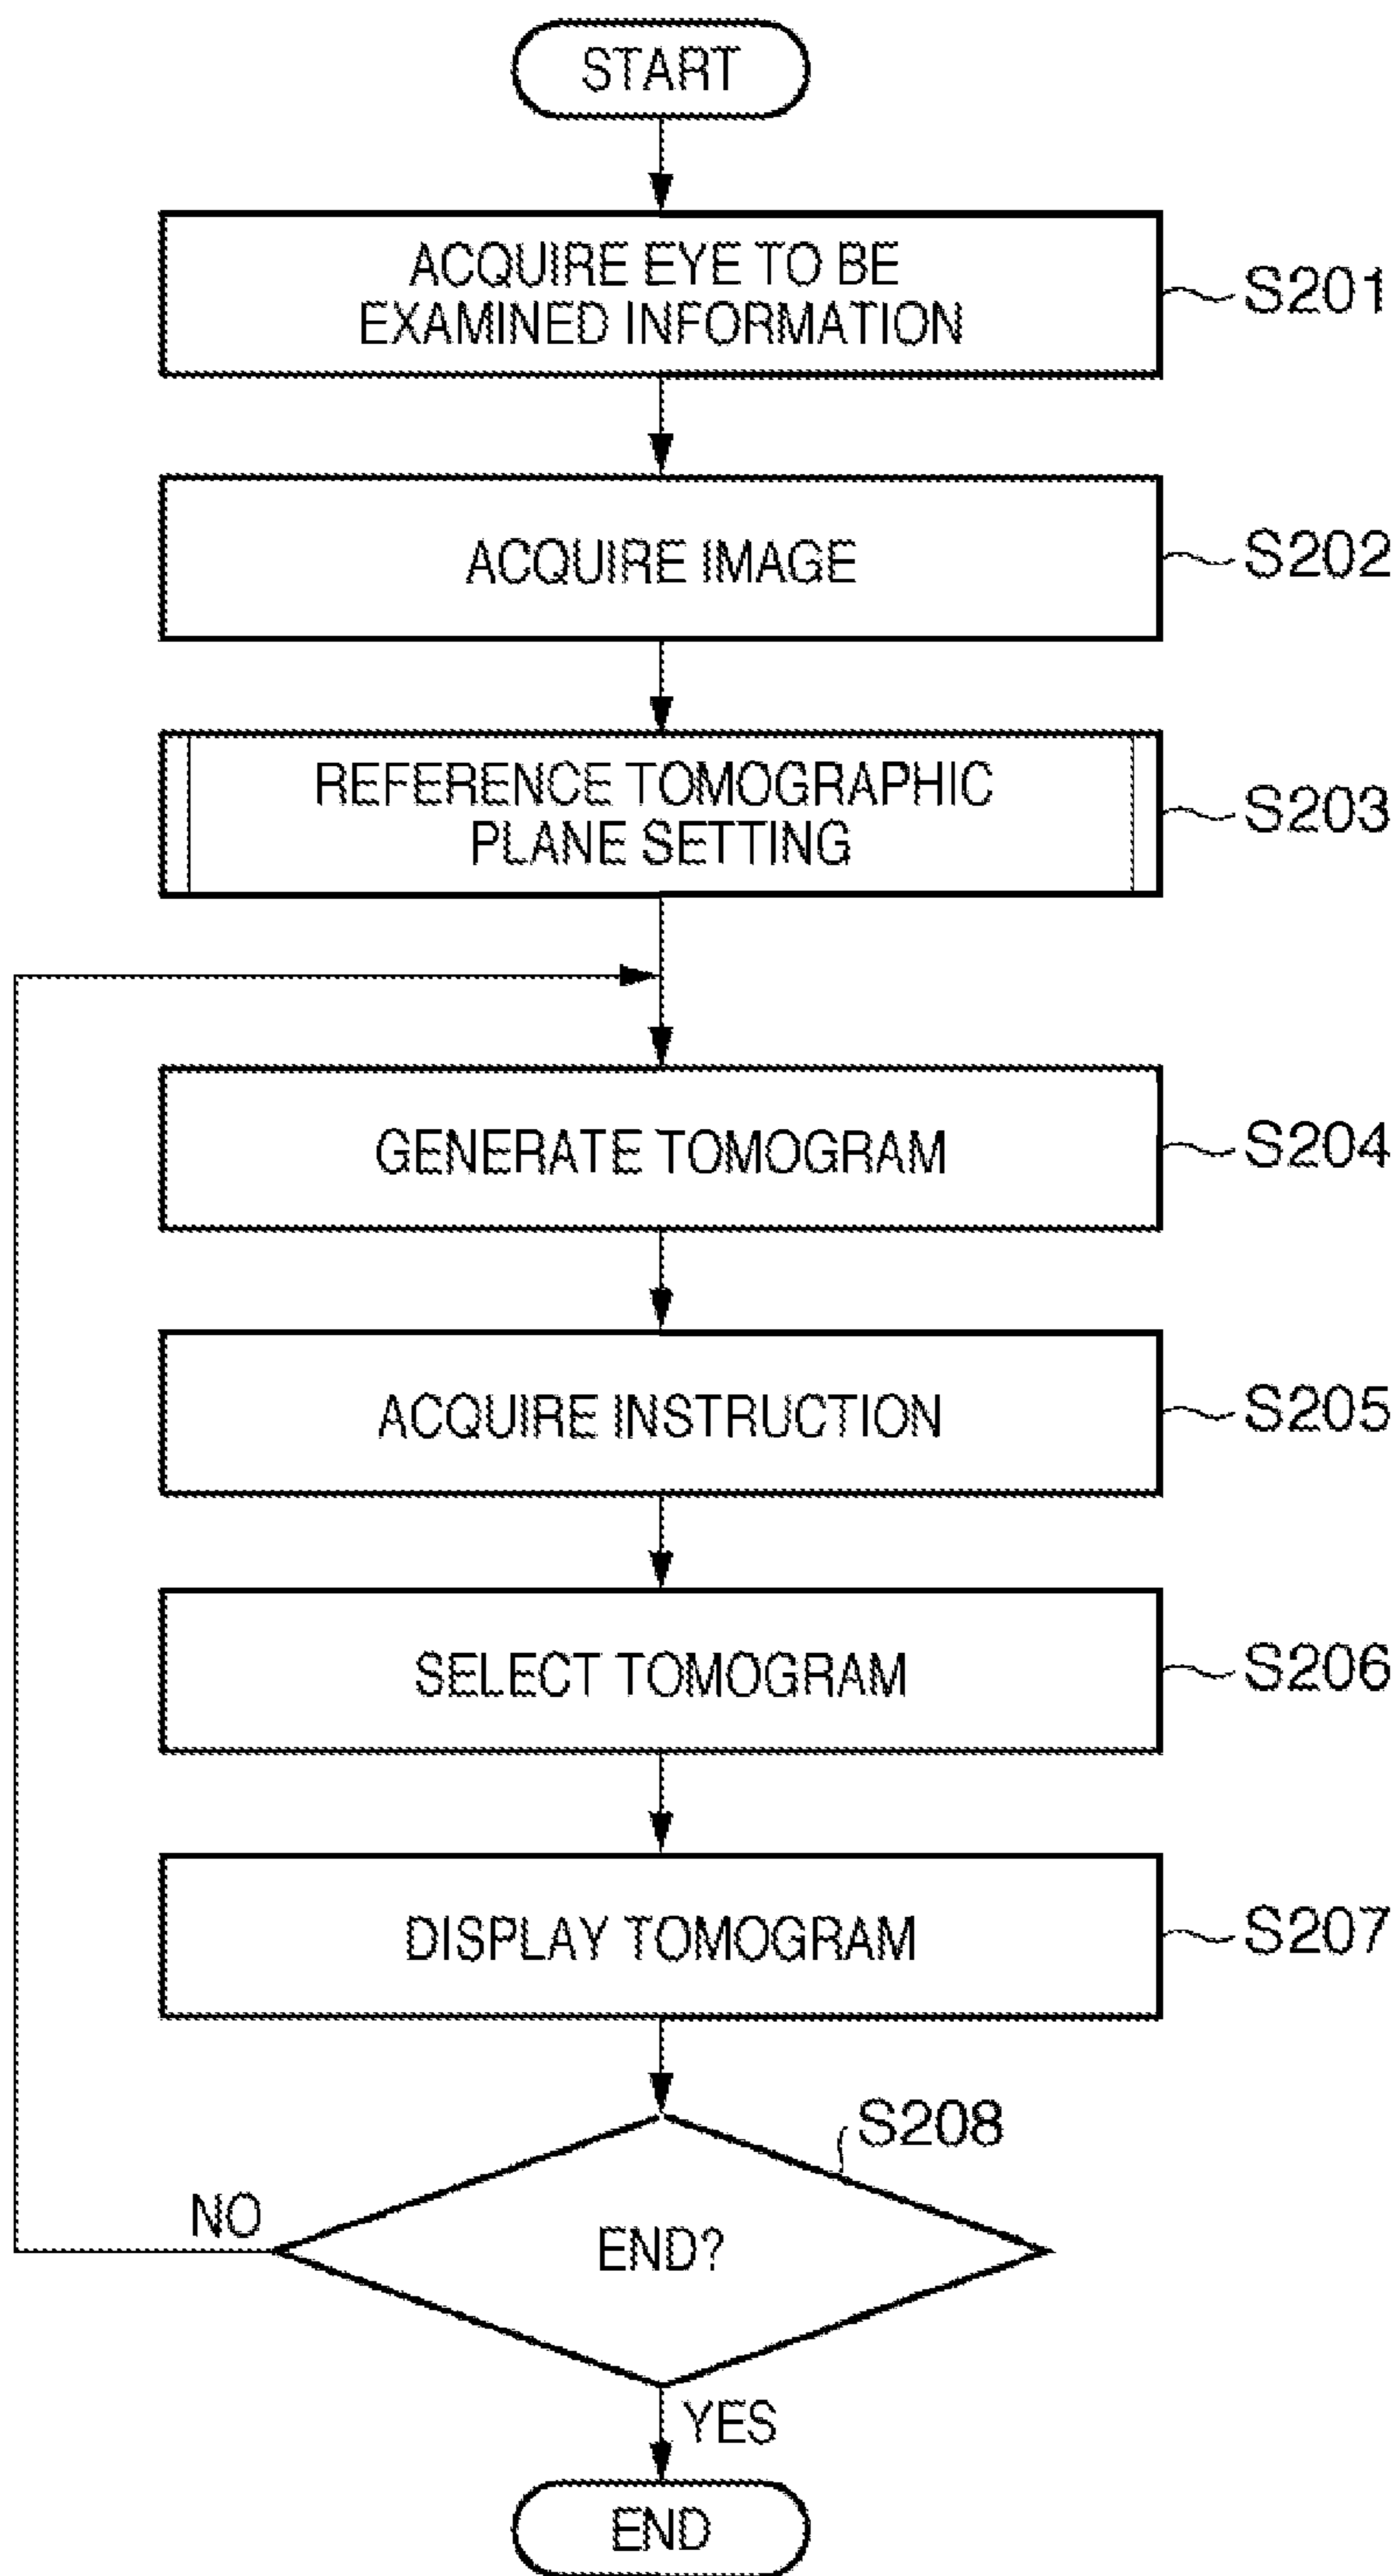 START
ACQUIRE EYE TO BE
EXAMINED INFORMATION
S201
ACQUIRE IMAGE
S202
REFERENCE TOMOGRAPHIC
PLANE SETTING
S203
GENERATE TOMOGRAM
S204
ACQUIRE INSTRUCTION
S205
SELECT TOMOGRAM
S206
DISPLAY TOMOGRAM
S207
S208
NO
END?
YES
END